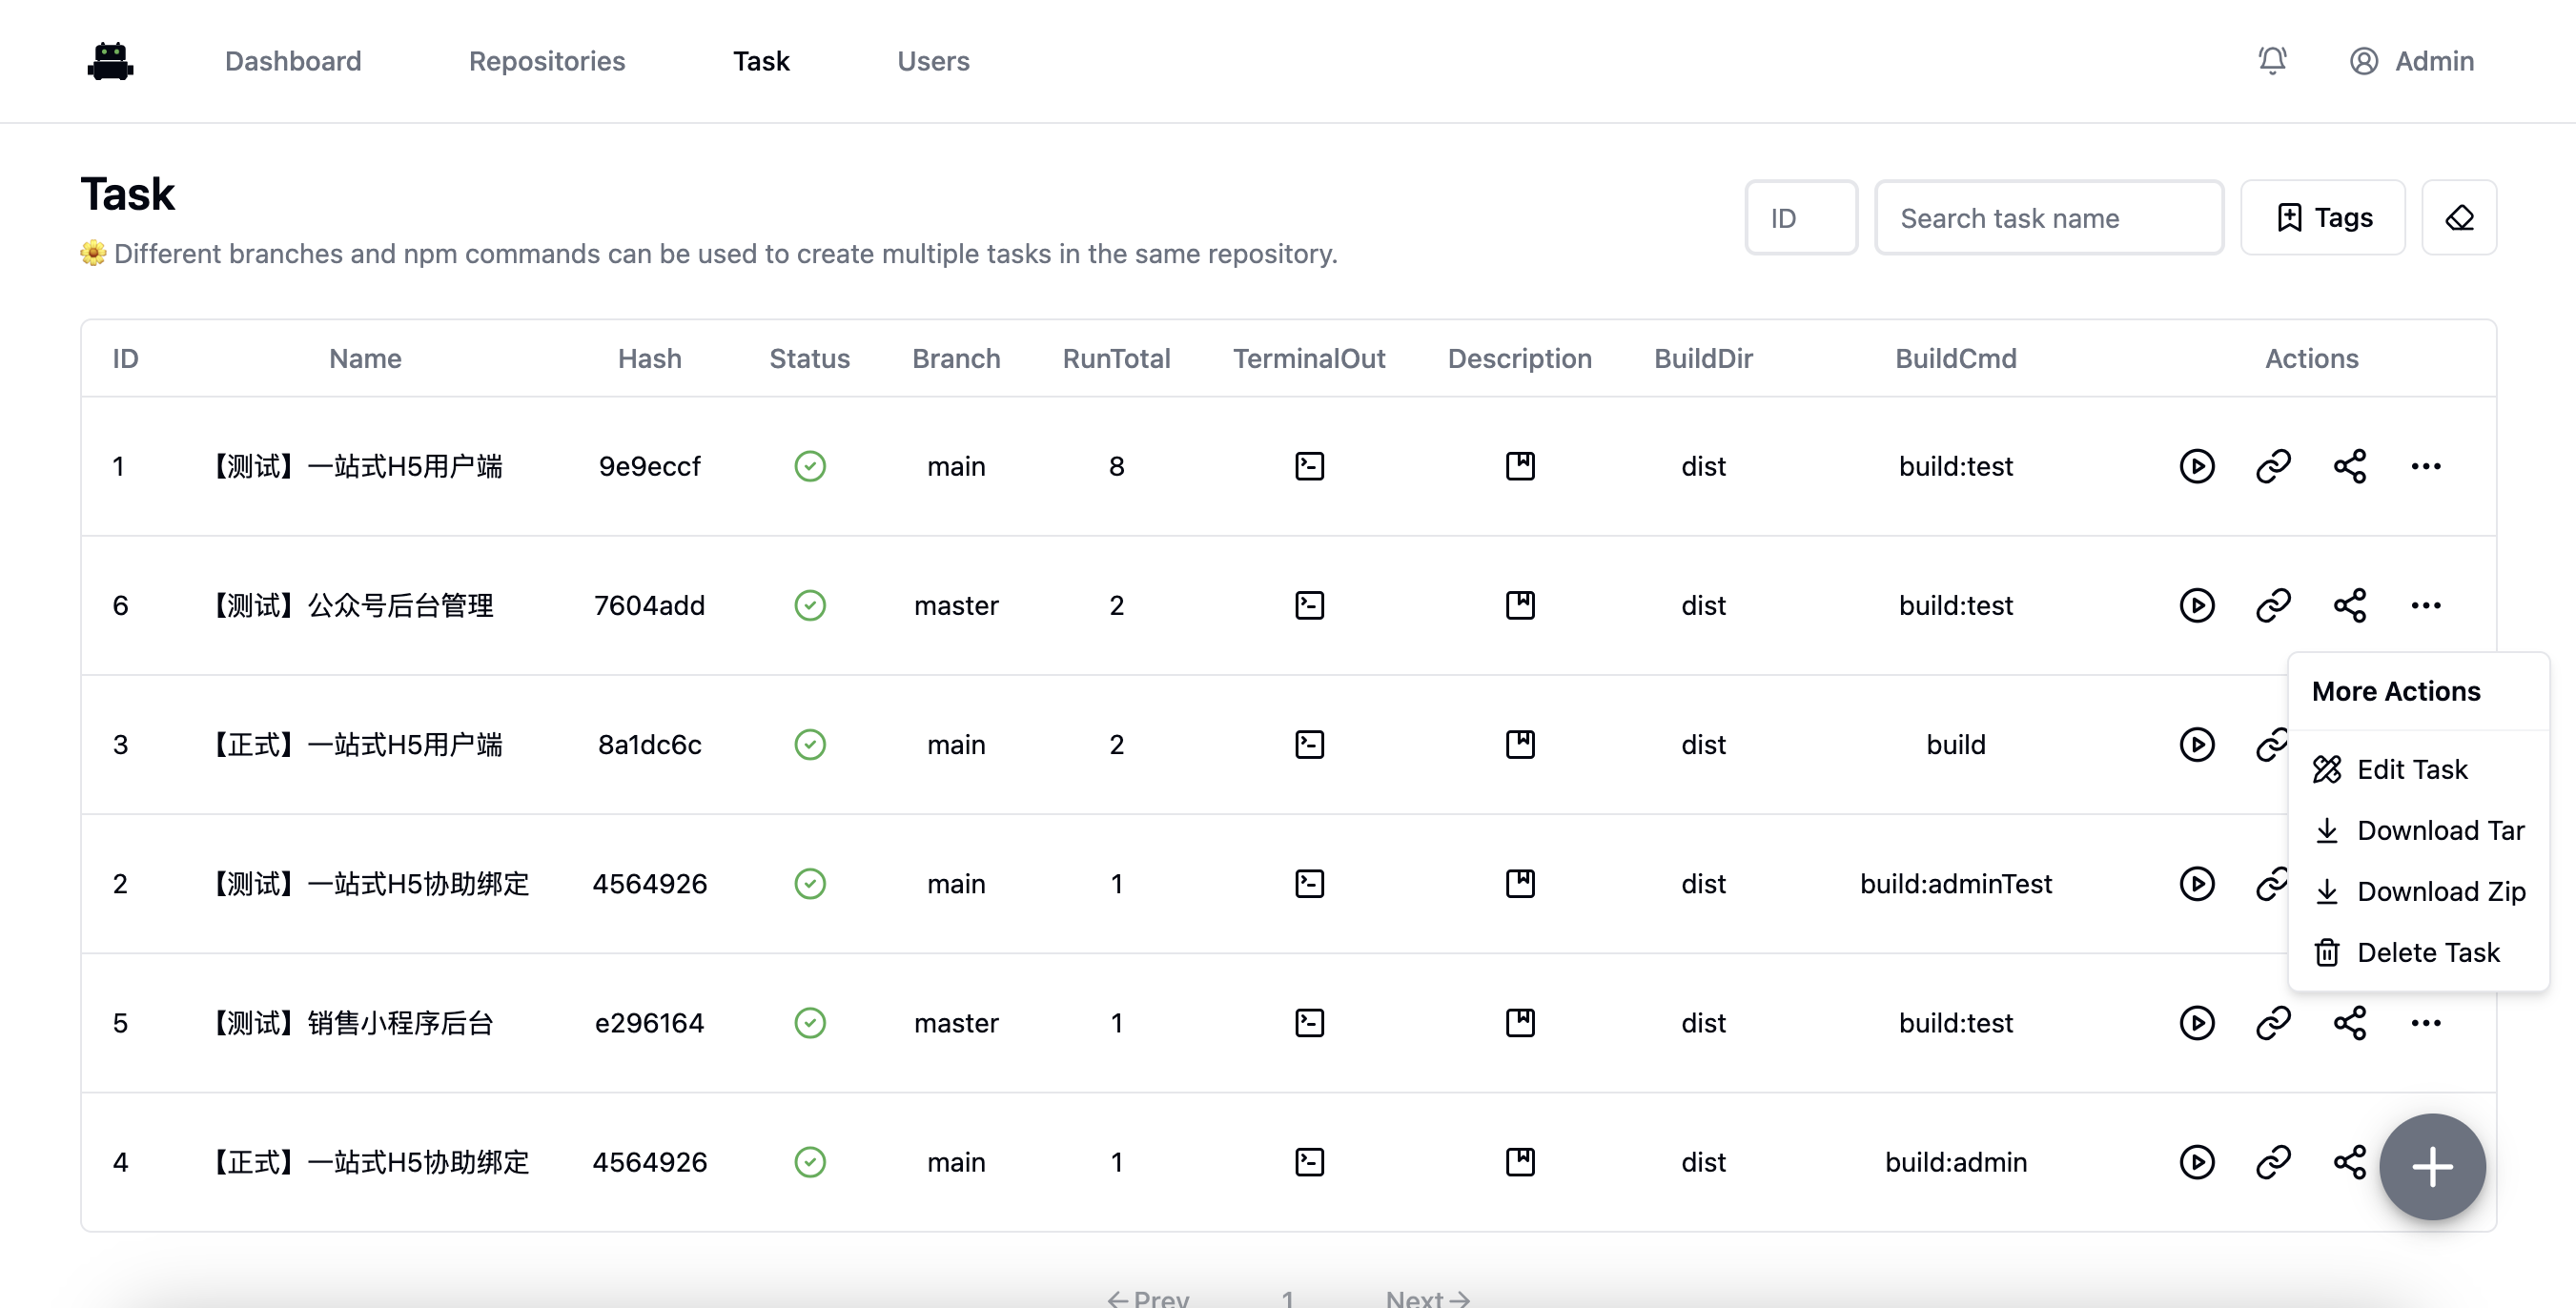 Dashboard Repositories Task Users Admin
Task
Different branches and npm commands can be used to create multiple tasks in the same repository.
ID Search task name Tags
ID Name Hash Status Branch RunTotal TerminalOut Description BuildDir BuildCmd Actions
1 【测试】一站式H5用户端 9e9eccf main 8 dist build:test
6 【测试】公众号后台管理 7604add master 2 dist build:test
3 【正式】一站式H5用户端 8a1dc6c main 2 dist build
2 【测试】一站式H5协助绑定 4564926 main 1 dist build:adminTest
5 【测试】销售小程序后台 e296164 master 1 dist build:test
4 【正式】一站式H5协助绑定 4564926 main 1 dist build:admin
More Actions
Edit Task
Download Tar
Download Zip
Delete Task
Prev 1 Next